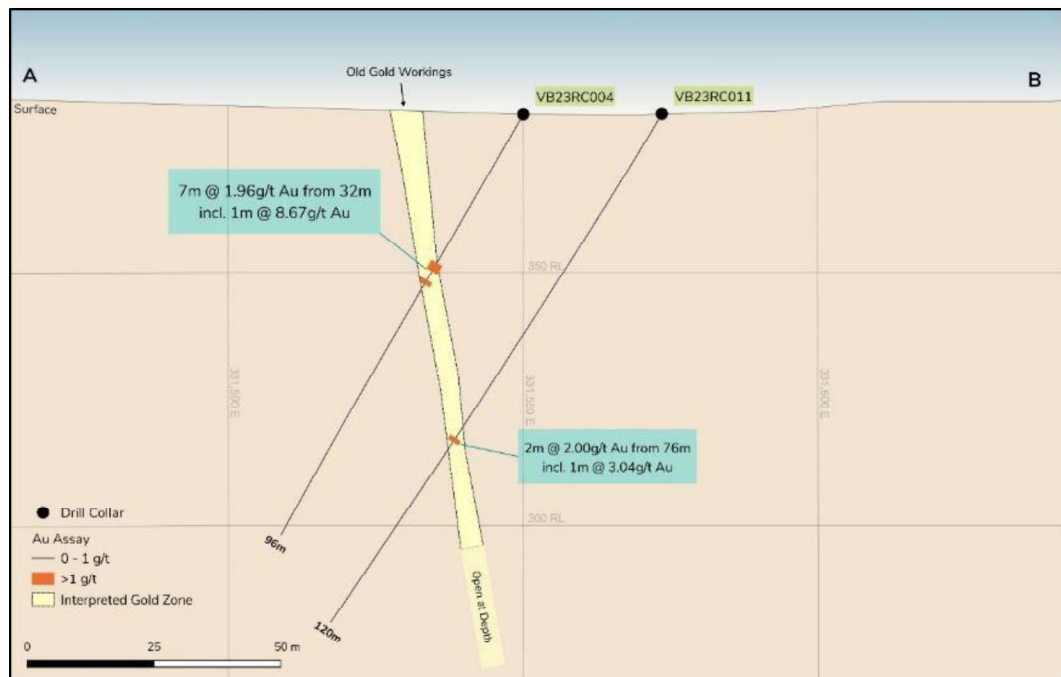 A
B
Old Gold Workings
VB23RC004
VB23RC011
Surface
7m @ 1.96g/t Au from 32m
incl. 1m @ 8.67g/t Au
350 RL
331,500 E
331,550 E
331,600 E
2m @ 2.00g/t Au from 76m
incl. 1m @ 3.04g/t Au
300 RL
96m
120m
Open at Depth
Drill Collar
Au Assay
0 - 1 g/t
>1 g/t
Interpreted Gold Zone
0 25 50 m